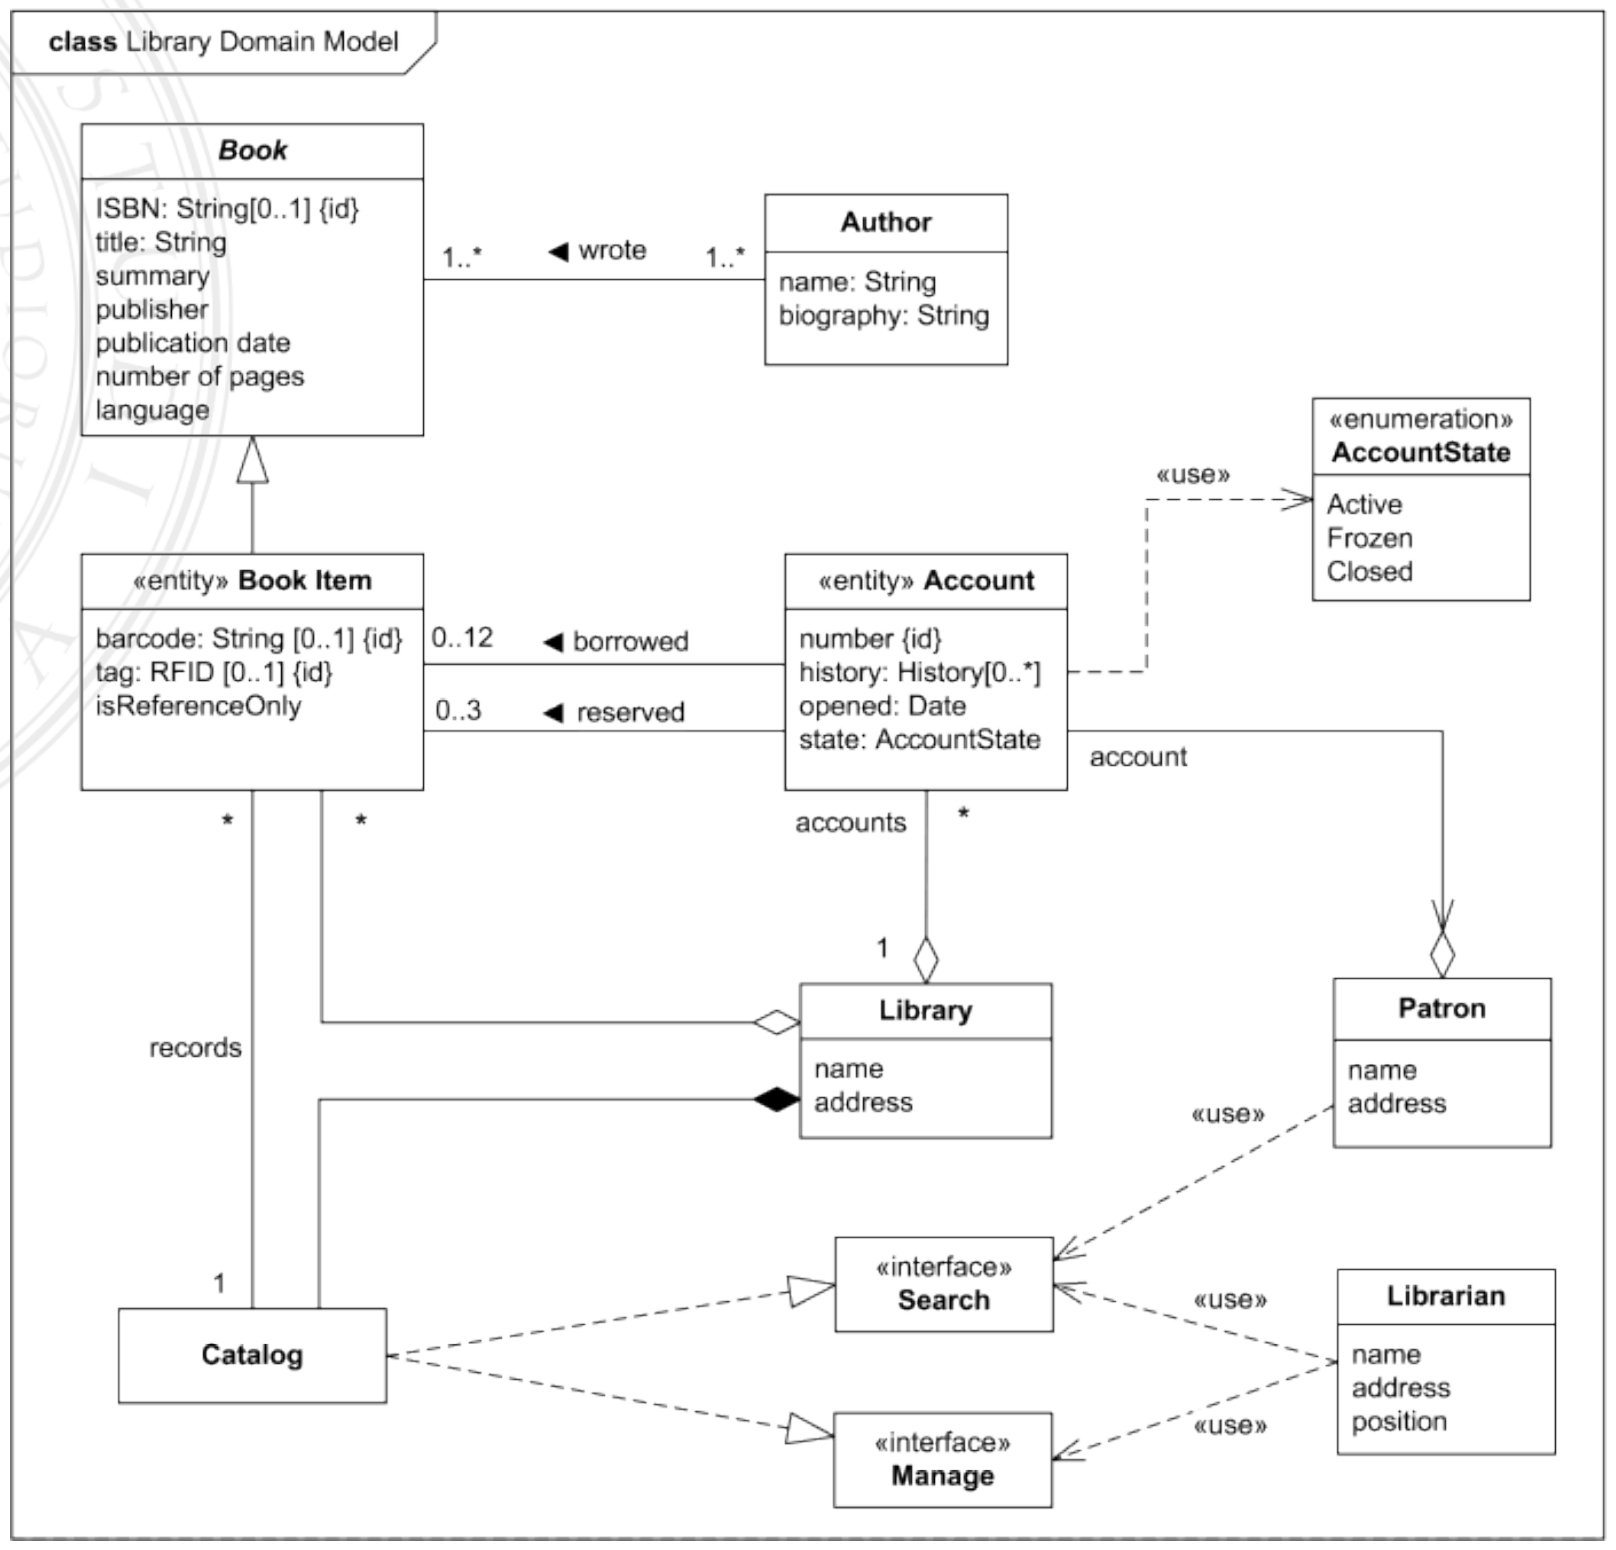 class Library Domain Model
Book
ISBN: String[0..1] {id}
title: String
summary
publisher
publication date
number of pages
language
1..*
◀ wrote
1..*
Author
name: String
biography: String
«enumeration»
AccountState
Active
Frozen
Closed
«use»
«entity» Book Item
barcode: String [0..1] {id}
tag: RFID [0..1] {id}
isReferenceOnly
0..12
◀ borrowed
0..3
◀ reserved
«entity» Account
number {id}
history: History[0..*]
opened: Date
state: AccountState
account
*
*
accounts
*
1
records
Library
name
address
Patron
name
address
«use»
1
Catalog
«interface»
Search
«use»
«use»
«interface»
Manage
Librarian
name
address
position